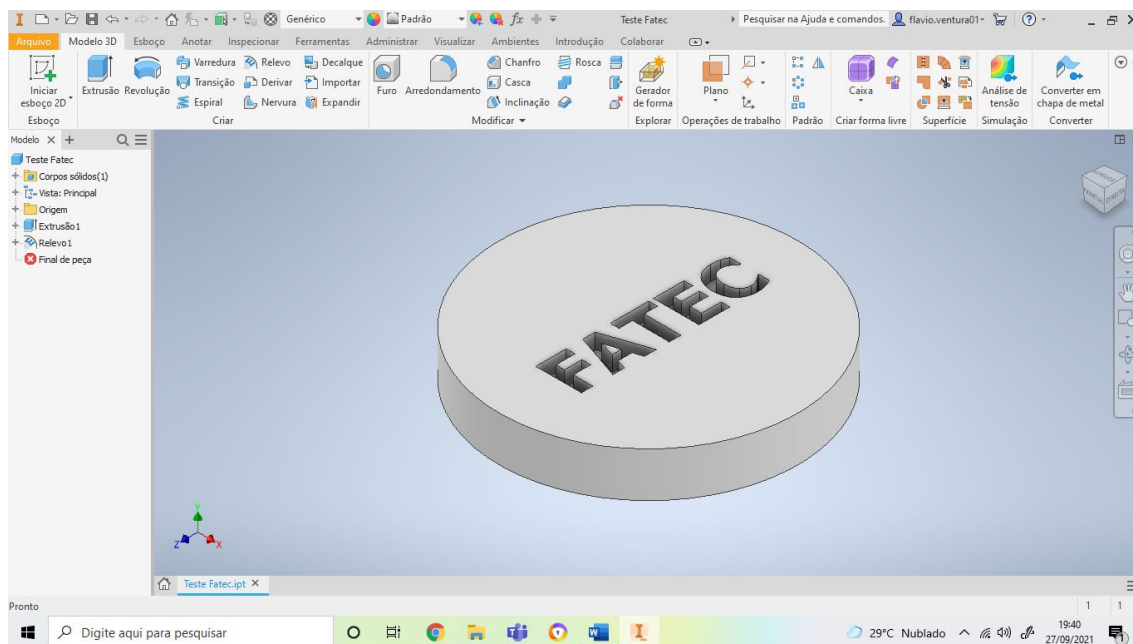 Genérico Padrão fx Teste Fatec Pesquisar na Ajuda e comandos. flavio.ventura01
Arquivo Modelo 3D Esboço Anotar Inspecionar Ferramentas Administrar Visualizar Ambientes Introdução Colaborar
Varredura Relevo Decalque Chanfro Rosca
Iniciar esboço 2D Extrusão Revolução Transição Derivar Importar Furo Arredondamento Casca Gerador de forma Plano Caixa Análise de tensão Converter em chapa de metal
Espiral Nervura Expandir Inclinação
Esboço Criar Modificar Explorar Operações de trabalho Padrão Criar forma livre Superfície Simulação Converter
Modelo
Teste Fatec
Corpos sólidos(1)
Vista: Principal
Origem
Extrusão1
Relevo1
Final de peça
FATEC
Y
Z X
Teste Fatec.ipt
Pronto 1 1
Digite aqui para pesquisar 29°C Nublado 19:40
27/09/2021